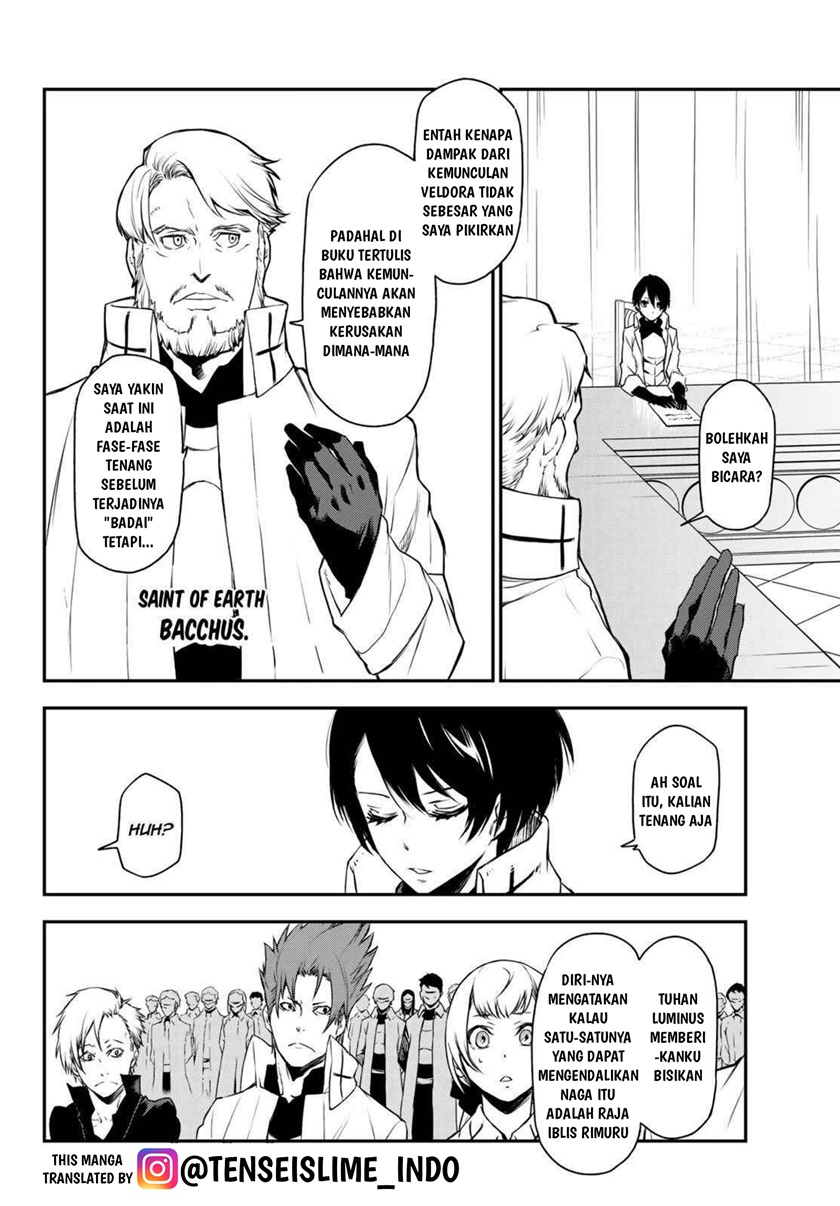 BOLEHKAH
SAYA
BICARA?
ENTAH KENAPA
DAMPAK DARI
KEMUNCULAN
VELDORA TIDAK
SEBESAR YANG
SAYA PIKIRKAN
PADAHAL DI
BUKU TERTULIS
BAHWA KEMUN-
CULANNYA AKAN
MENYEBABKAN
KERUSAKAN
DIMANA-MANA
SAYA YAKIN
SAAT INI
ADALAH
FASE-FASE
TENANG
SEBELUM
TERJADINYA
"BADAI"
TETAPI...
SAINT OF EARTH
BACCHUS.
AH SOAL
ITU, KALIAN
TENANG AJA
HUH?
TUHAN
LUMINUS
MEMBERI
-KANKU
BISIKAN
DIRI-NYA
MENGATAKAN
KALAU
SATU-SATUNYA
YANG DAPAT
MENGENDALIKAN
NAGA ITU
ADALAH RAJA
IBLIS RIMURU
THIS MANGA
TRANSLATED BY
@TENSEISLIME_INDO